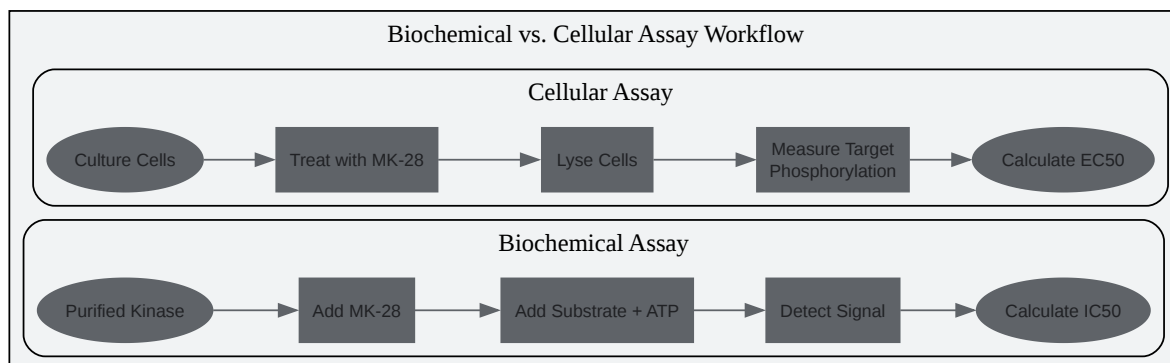 Biochemical vs. Cellular Assay Workflow
Cellular Assay
Culture Cells
Treat with MK-28
Lyse Cells
Measure Target
Phosphorylation
Calculate EC50
Biochemical Assay
Purified Kinase
Add MK-28
Add Substrate + ATP
Detect Signal
Calculate IC50